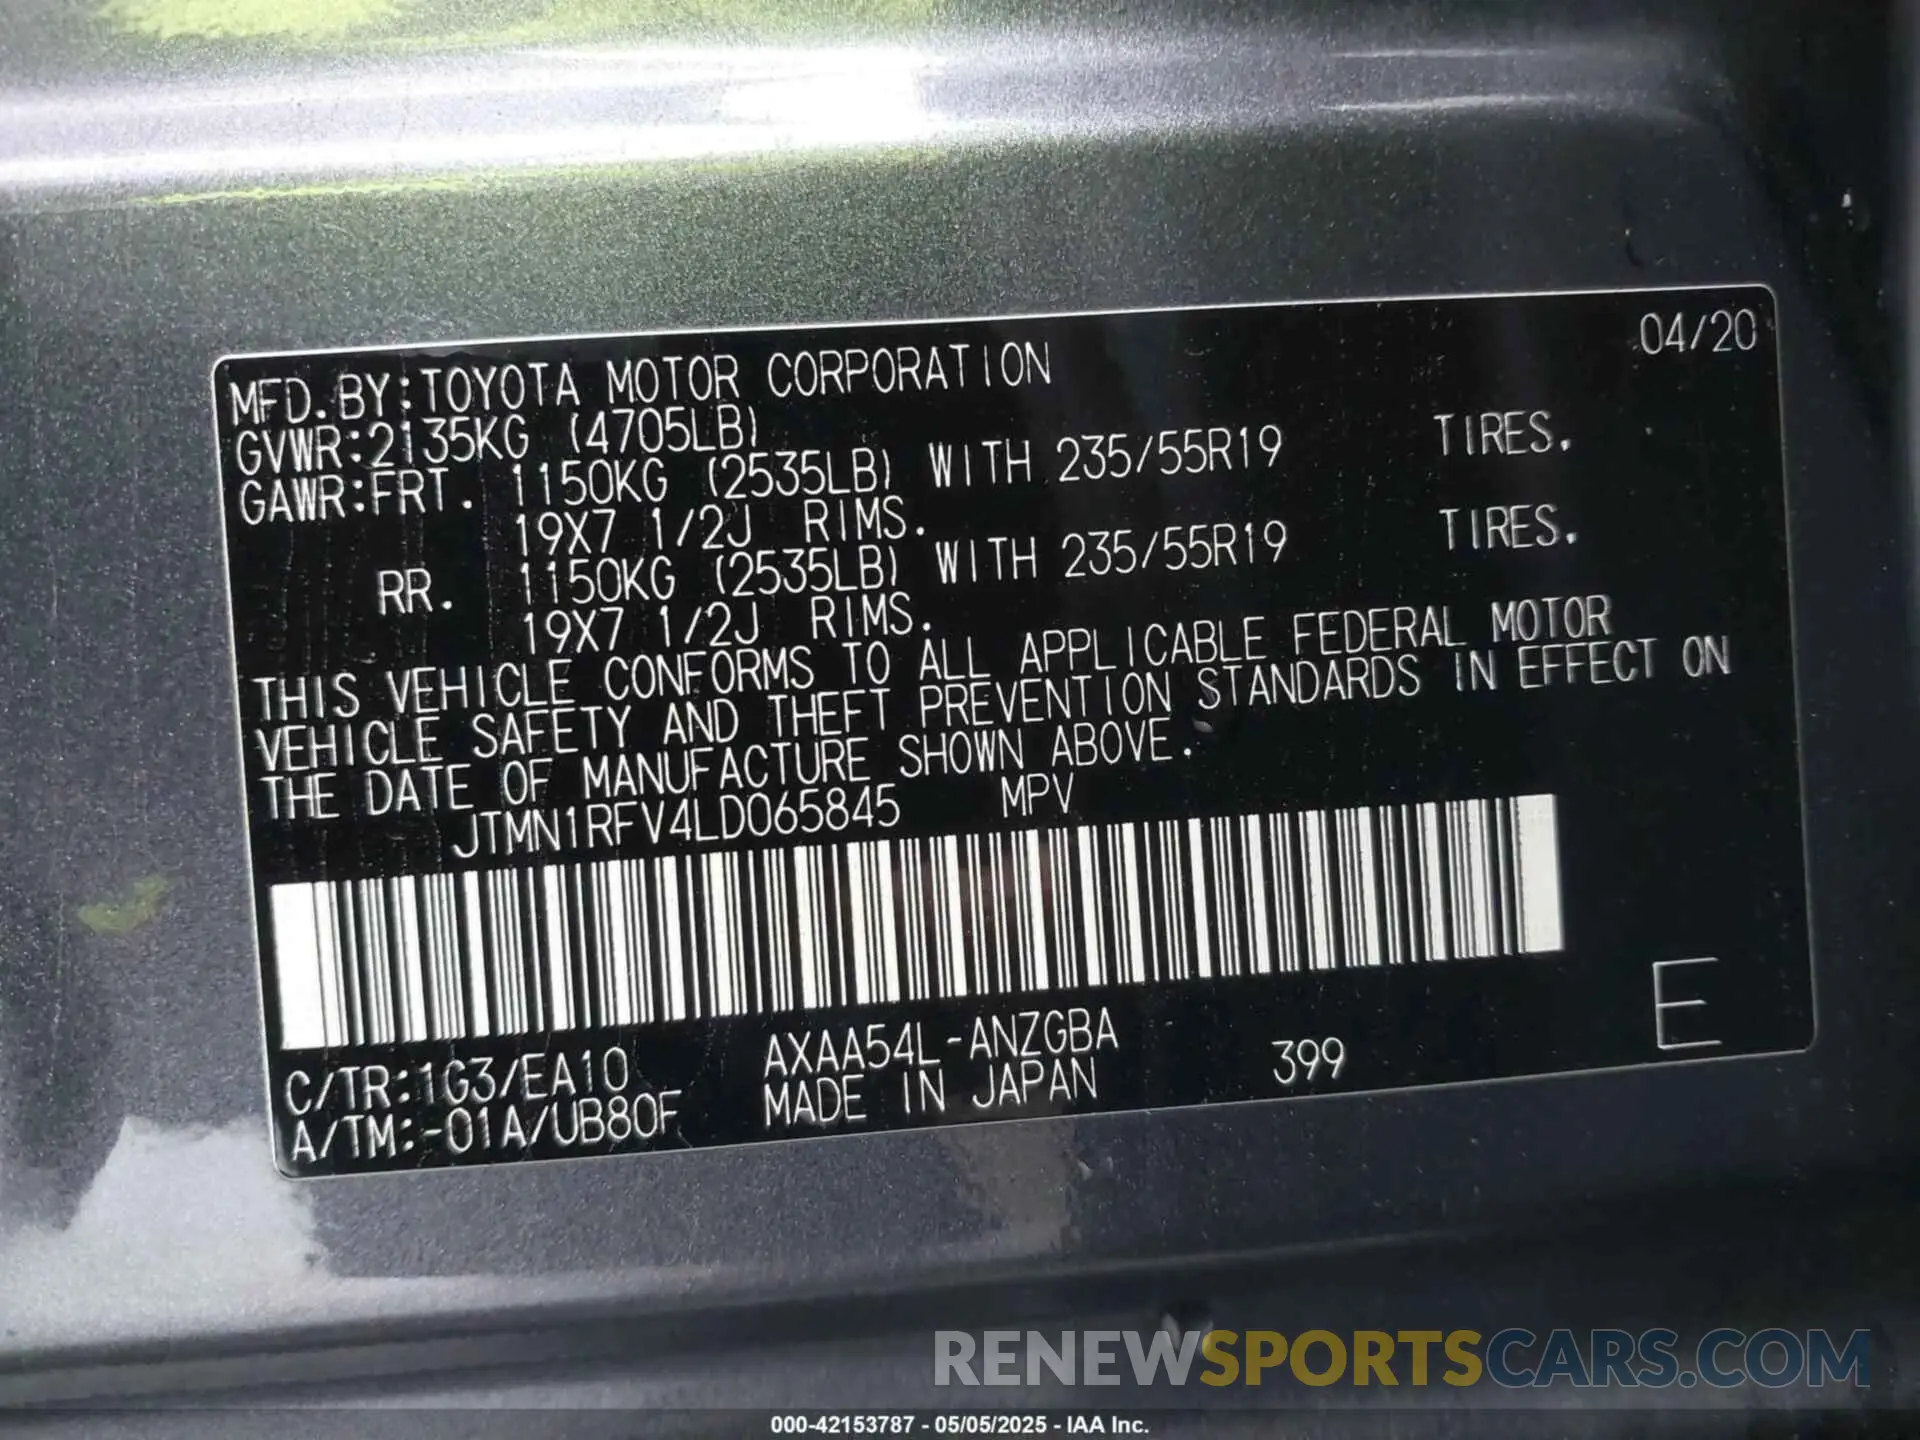 04/20
MFD. BY:TOYOTA MOTOR CORPORATION
GVWR:2135KG (4705LB)
GAWR:FRT. 1150KG (2535LB) WITH 235/55R19 TIRES.
19X7 1/2J RIMS.
RR. 1150KG (2535LB) WITH 235/55R19 TIRES.
19X7 1/2J RIMS.
THIS VEHICLE CONFORMS TO ALL APPLICABLE FEDERAL MOTOR
VEHICLE SAFETY AND THEFT PREVENTION STANDARDS IN EFFECT ON
THE DATE OF MANUFACTURE SHOWN ABOVE.
JTMN1RFV4LD065845 MPV
E
C/TR:1G3/EA10 AXAA54L-ANZGBA 399
A/TM:-01A/UB80F MADE IN JAPAN
RENEWSPORTSCARS.COM
000-42153787 - 05/05/2025 - IAA Inc.